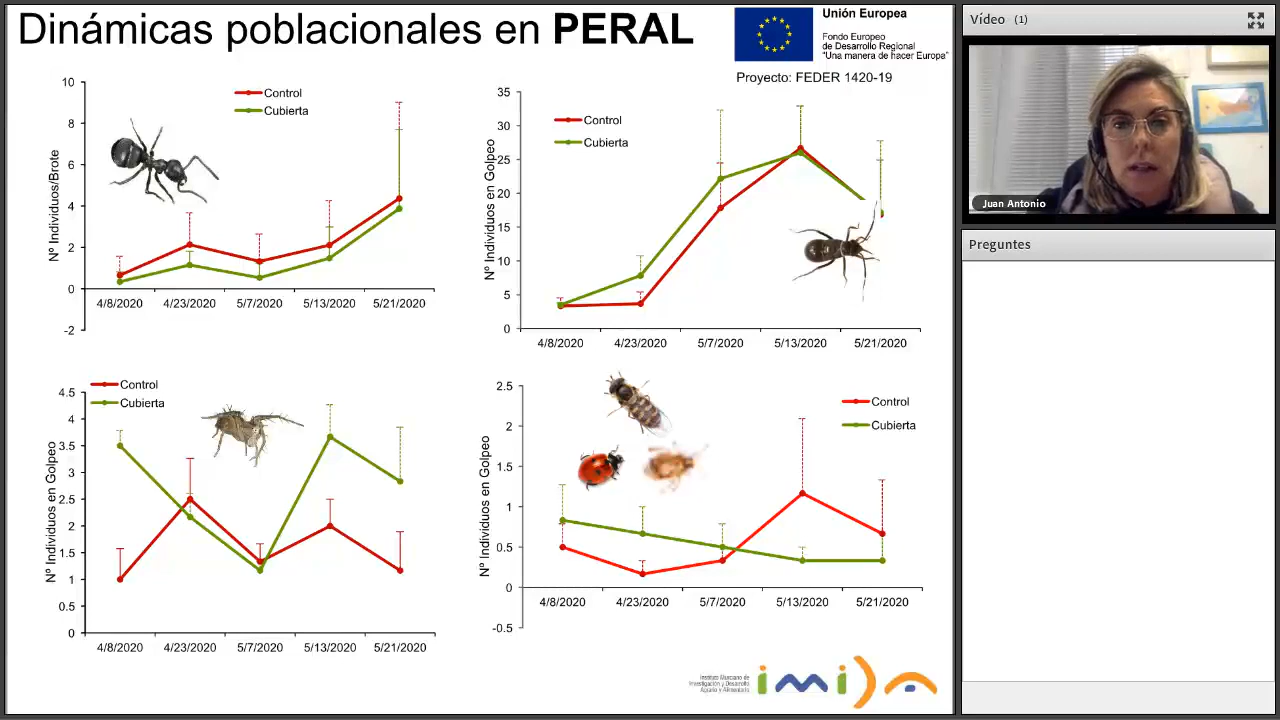 Dinámicas poblacionales en PERAL
Unión Europea
Fondo Europeo
de Desarrollo Regional
"Una manera de hacer Europa"
Proyecto: FEDER 1420-19
Nº Individuos/Brote
10
8
6
4
2
0
-2
Control
Cubierta
4/8/2020 4/23/2020 5/7/2020 5/13/2020 5/21/2020
Nº Individuos en Golpeo
35
30
25
20
15
10
5
0
Control
Cubierta
4/8/2020 4/23/2020 5/7/2020 5/13/2020 5/21/2020
Nº Individuos en Golpeo
4.5
4
3.5
3
2.5
2
1.5
1
0.5
0
Control
Cubierta
4/8/2020 4/23/2020 5/7/2020 5/13/2020 5/21/2020
Nº Individuos en Golpeo
2.5
2
1.5
1
0.5
0
-0.5
Control
Cubierta
4/8/2020 4/23/2020 5/7/2020 5/13/2020 5/21/2020
Instituto Murciano de
Investigación y Desarrollo
Agrario y Alimentario
imida
Vídeo (1)
Juan Antonio
Preguntes